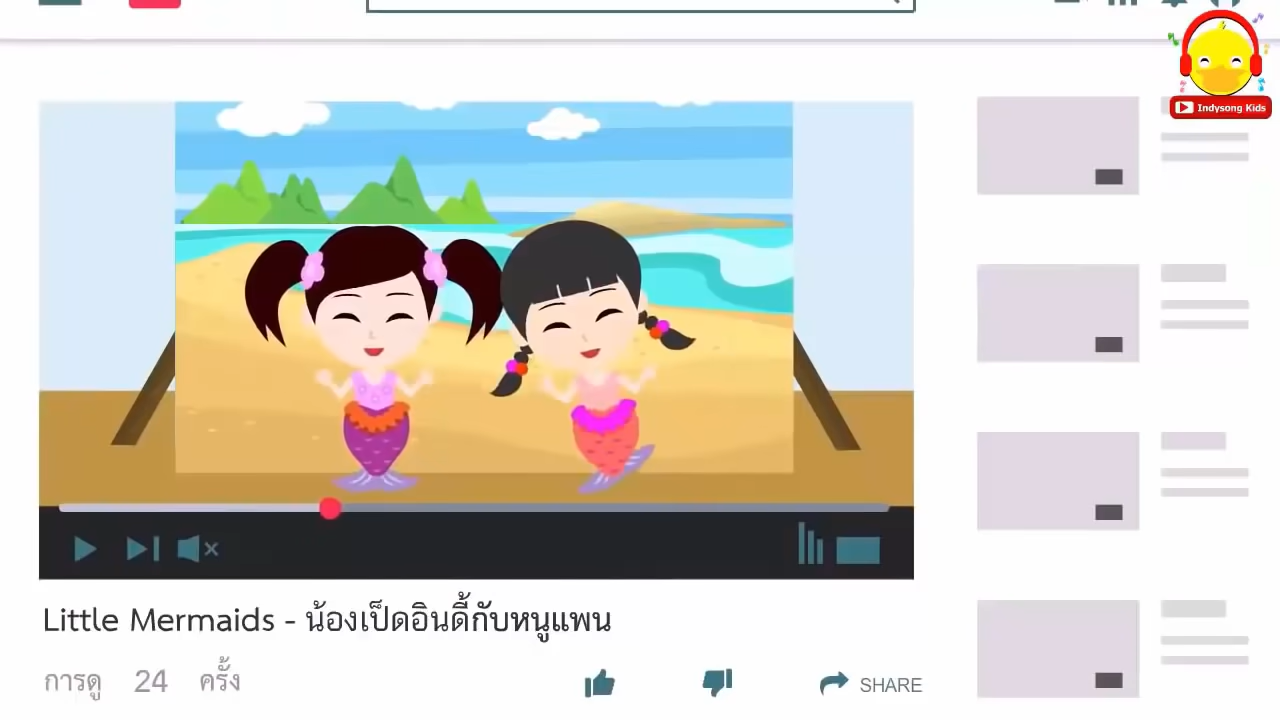 Indysong Kids
Little Mermaids - น้องเป็ดอินดี้กับหนูแพน
การดู 24 ครั้ง
SHARE